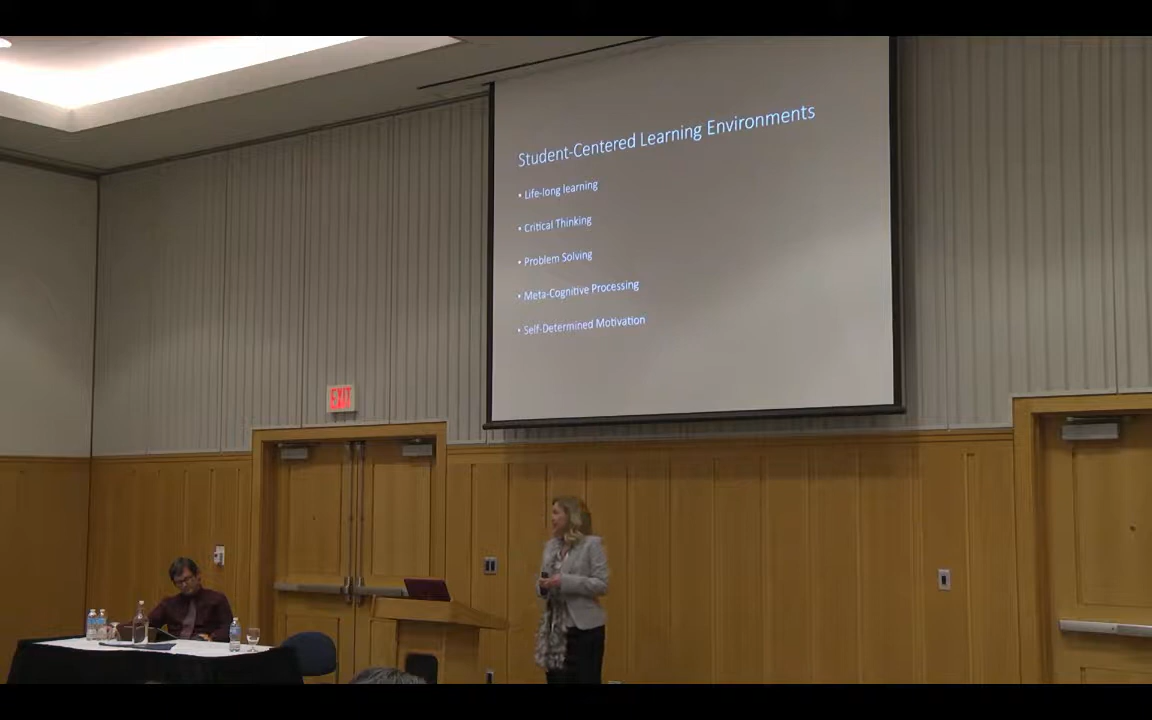 Student-Centered Learning Environments
• Life-long learning
• Critical Thinking
• Problem Solving
• Meta-Cognitive Processing
• Self-Determined Motivation
EXIT